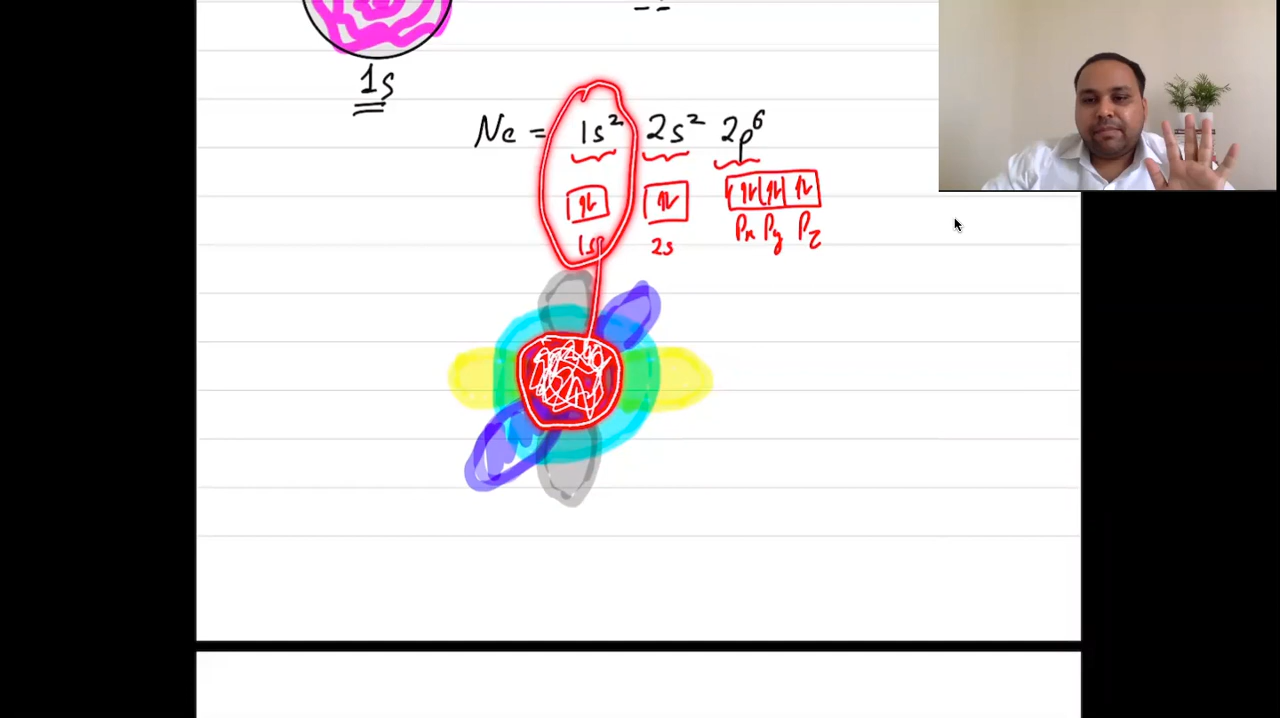 1s
Ne = 1s² 2s² 2p⁶
1s 2s Px Py Pz